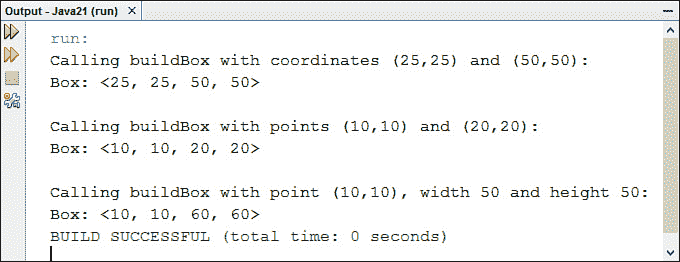 Output - Java21 (run)
run:
Calling buildBox with coordinates (25,25) and (50,50):
Box: <25, 25, 50, 50>
Calling buildBox with points (10,10) and (20,20):
Box: <10, 10, 20, 20>
Calling buildBox with point (10,10), width 50 and height 50:
Box: <10, 10, 60, 60>
BUILD SUCCESSFUL (total time: 0 seconds)